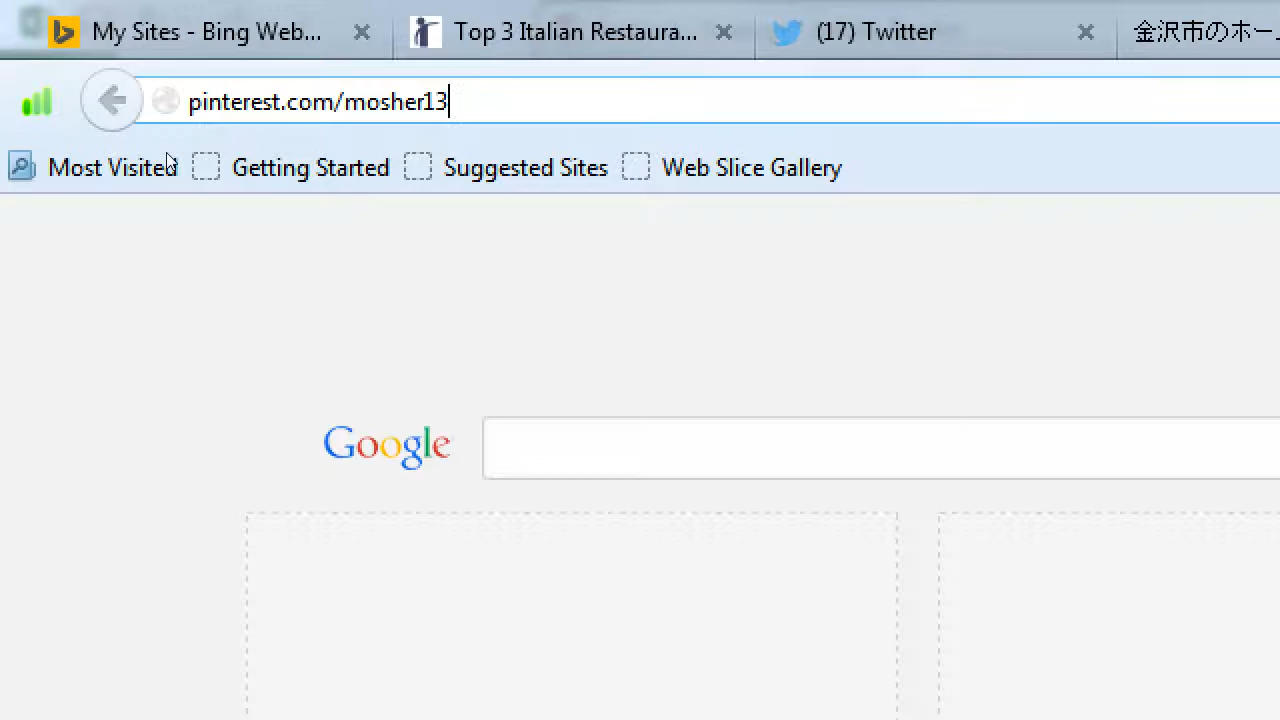 My Sites - Bing Web... Top 3 Italian Restaura... (17) Twitter 金沢市のホー
pinterest.com/mosher13
Most Visited Getting Started Suggested Sites Web Slice Gallery
Google